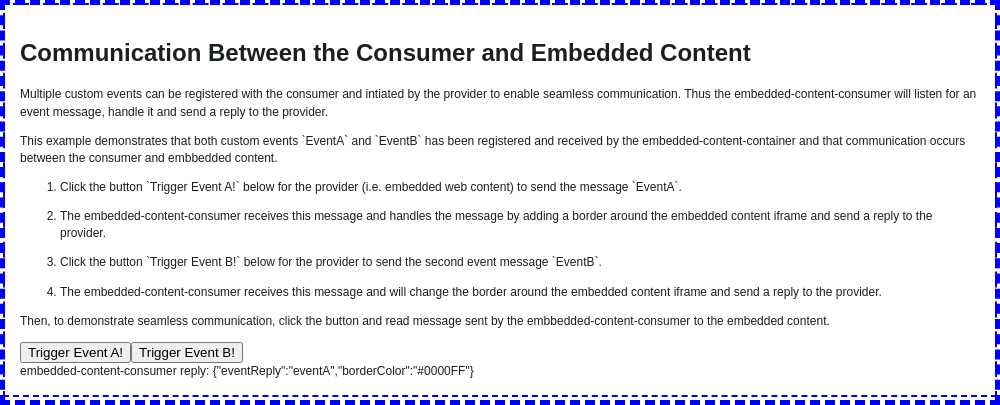 Communication Between the Consumer and Embedded Content
Multiple custom events can be registered with the consumer and intiated by the provider to enable seamless communication. Thus the embedded-content-consumer will listen for an
event message, handle it and send a reply to the provider.
This example demonstrates that both custom events `EventA` and `EventB` has been registered and received by the embedded-content-container and that communication occurs
between the consumer and embbedded content.
1. Click the button `Trigger Event A!` below for the provider (i.e. embedded web content) to send the message `EventA`.
2. The embedded-content-consumer receives this message and handles the message by adding a border around the embedded content iframe and send a reply to the
provider.
3. Click the button `Trigger Event B!` below for the provider to send the second event message `EventB`.
4. The embedded-content-consumer receives this message and will change the border around the embedded content iframe and send a reply to the provider.
Then, to demonstrate seamless communication, click the button and read message sent by the embbedded-content-consumer to the embedded content.
Trigger Event A! Trigger Event B!
embedded-content-consumer reply: {"eventReply":"eventA","borderColor":"#0000FF"}